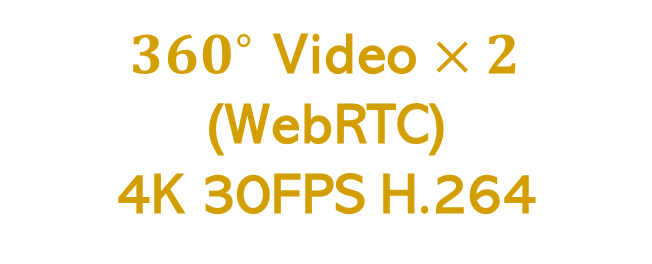 360° Video × 2
(WebRTC)
4K 30FPS H.264